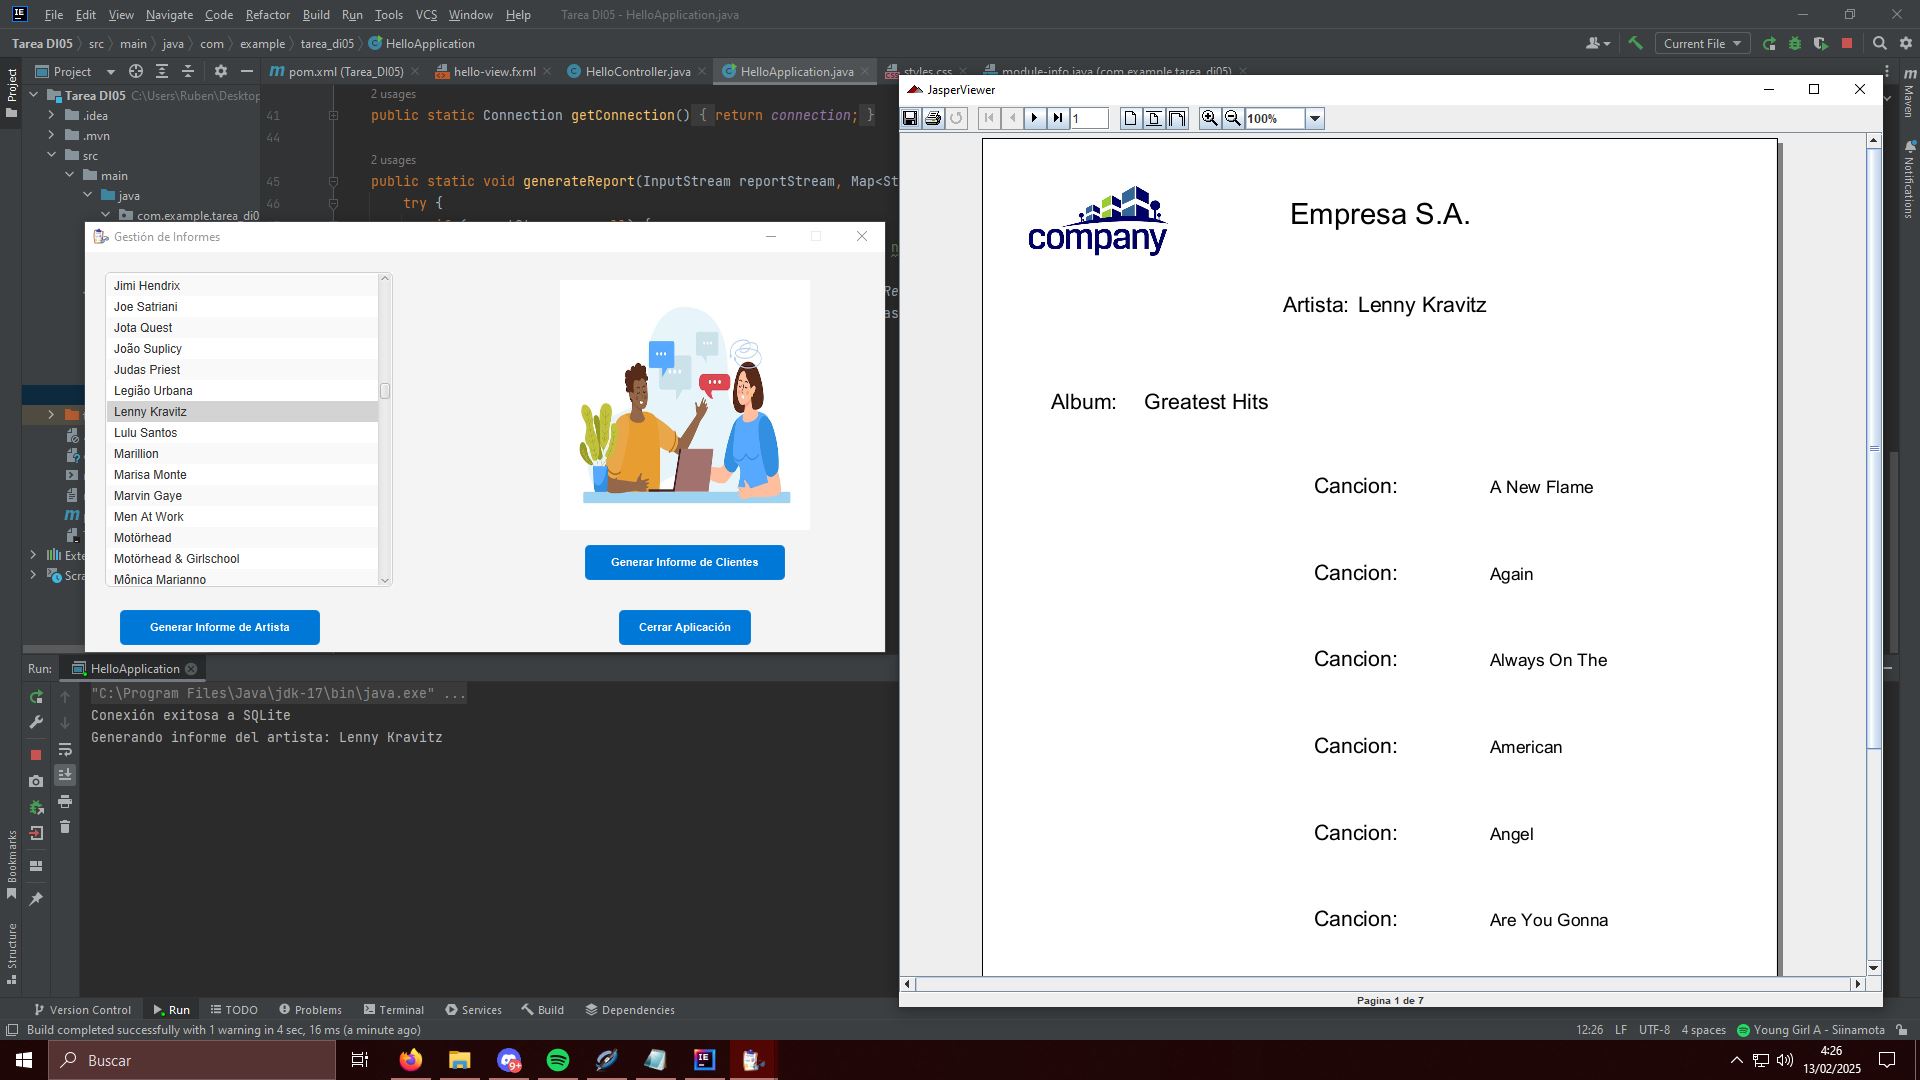 File Edit View Navigate Code Refactor Build Run Tools VCS Window Help Tarea DI05 - HelloApplication.java
Tarea DI05 src main java com example tarea_di05 HelloApplication
Current File
Project
pom.xml (Tarea_DI05) hello-view.fxml HelloController.java HelloApplication.java styles.css module-info.java (com.example.tarea_di05)
Project
Maven
Notifications
Tarea DI05 C:\Users\Ruben\Desktop
.idea
.mvn
src
main
java
com.example.tarea_di0
2 usages
41 public static Connection getConnection() { return connection; }
44
2 usages
45 public static void generateReport(InputStream reportStream, Map<St
46 try {
Gestión de Informes
Jimi Hendrix
Joe Satriani
Jota Quest
João Suplicy
Judas Priest
Legião Urbana
Lenny Kravitz
Lulu Santos
Marillion
Marisa Monte
Marvin Gaye
Men At Work
Motörhead
Motörhead & Girlschool
Mônica Marianno
Generar Informe de Artista
Generar Informe de Clientes
Cerrar Aplicación
Exte
Scra
JasperViewer
1
100%
company
Empresa S.A.
Artista: Lenny Kravitz
Album: Greatest Hits
Cancion: A New Flame
Cancion: Again
Cancion: Always On The
Cancion: American
Cancion: Angel
Cancion: Are You Gonna
Pagina 1 de 7
Run: HelloApplication
"C:\Program Files\Java\jdk-17\bin\java.exe" ...
Conexión exitosa a SQLite
Generando informe del artista: Lenny Kravitz
Bookmarks
Structure
Version Control Run TODO Problems Terminal Services Build Dependencies
Build completed successfully with 1 warning in 4 sec, 16 ms (a minute ago)
12:26 LF UTF-8 4 spaces Young Girl A - Siinamota
Buscar
9+
4:26
13/02/2025